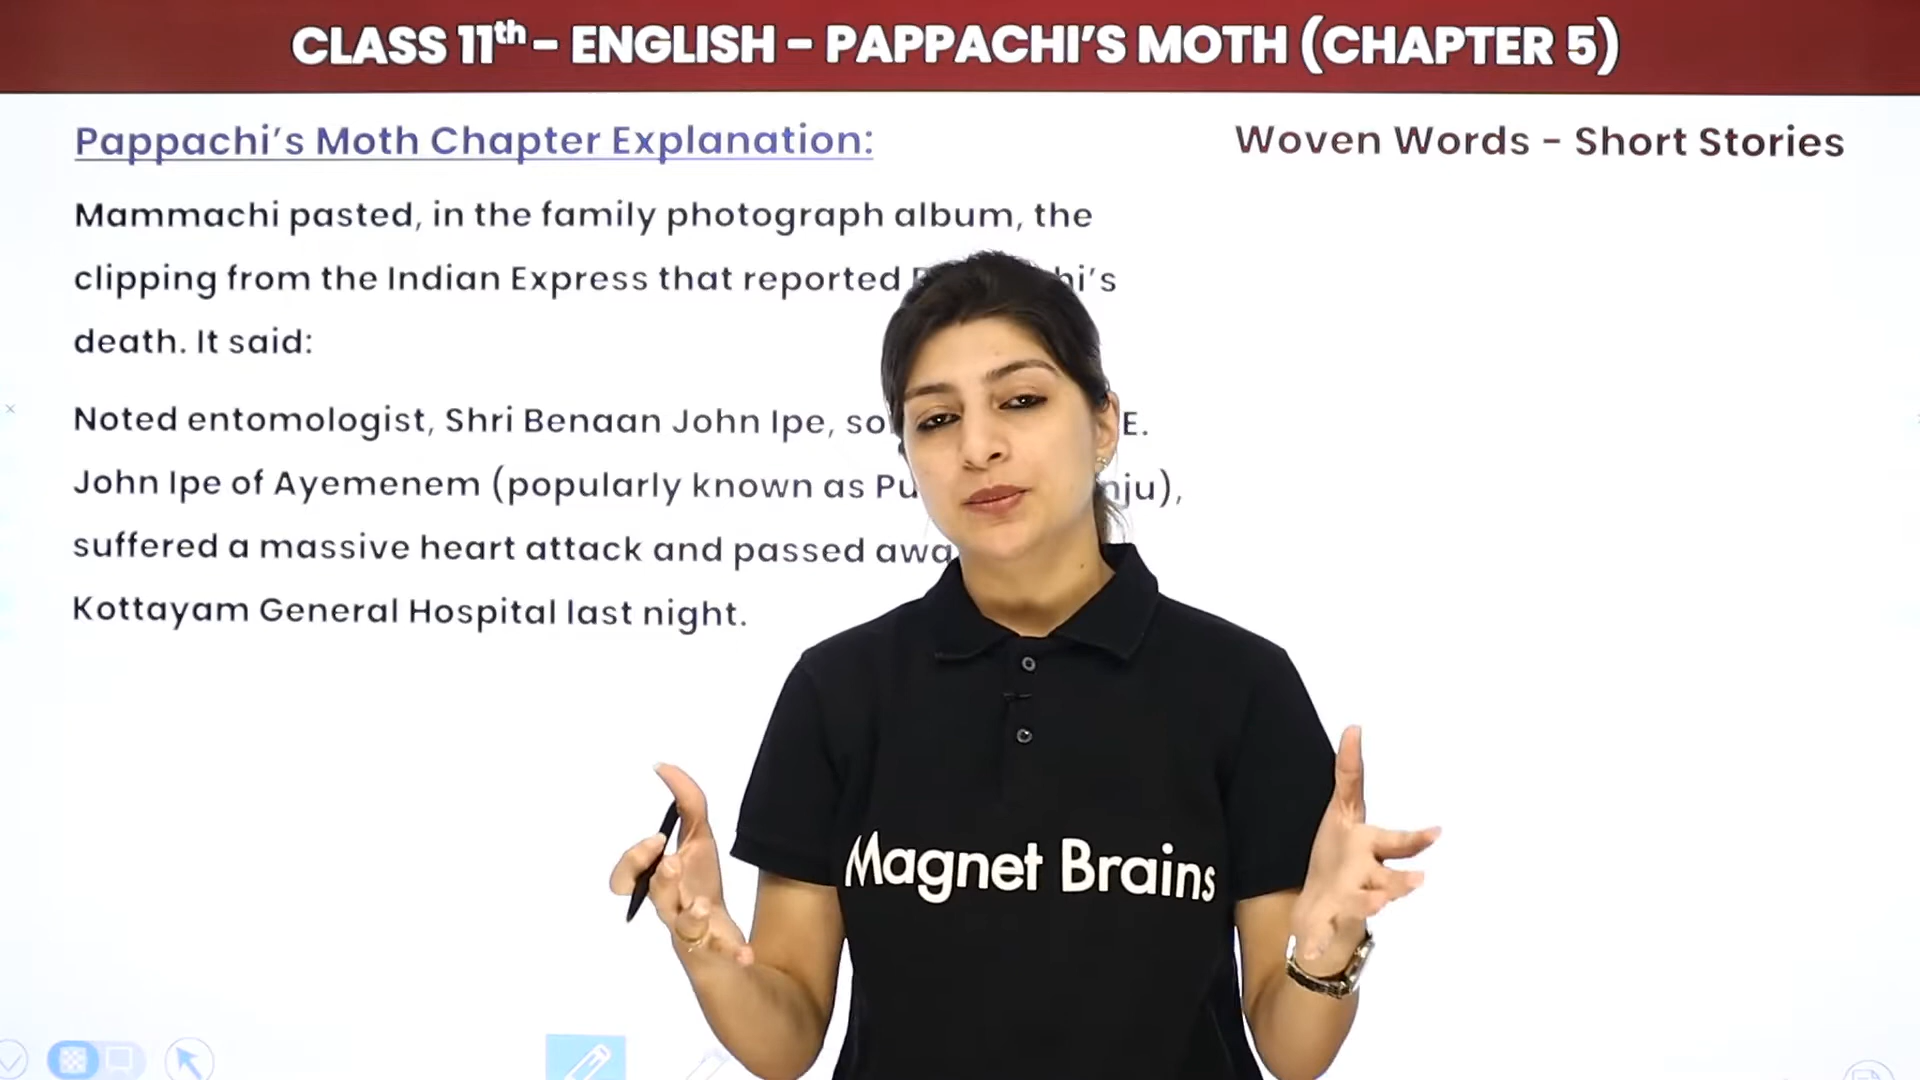 CLASS 11th – ENGLISH – PAPPACHI’S MOTH (CHAPTER 5)
Pappachi’s Moth Chapter Explanation:
Woven Words – Short Stories
Mammachi pasted, in the family photograph album, the
clipping from the Indian Express that reported
death. It said:
Noted entomologist, Shri Benaan John Ipe, E.
John Ipe of Ayemenem (popularly known as
suffered a massive heart attack and passed
Kottayam General Hospital last night.
Magnet Brains